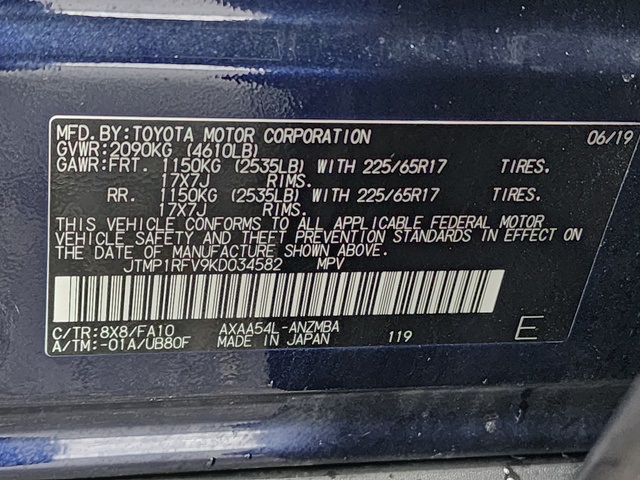 MFD. BY: TOYOTA MOTOR CORPORATION 06/19
GVWR: 2090KG (4610LB)
GAWR: FRT. 1150KG (2535LB) WITH 225/65R17 TIRES.
17X7J RIMS.
RR. 1150KG (2535LB) WITH 225/65R17 TIRES.
17X7J RIMS.
THIS VEHICLE CONFORMS TO ALL APPLICABLE FEDERAL MOTOR
VEHICLE SAFETY AND THEFT PREVENTION STANDARDS IN EFFECT ON
THE DATE OF MANUFACTURE SHOWN ABOVE.
JTMP1RFV9KD034582 MPV
C/TR: 8X8/FA10 AXAA54L-ANZMBA
A/TM: -01A/UB80F MADE IN JAPAN 119 E